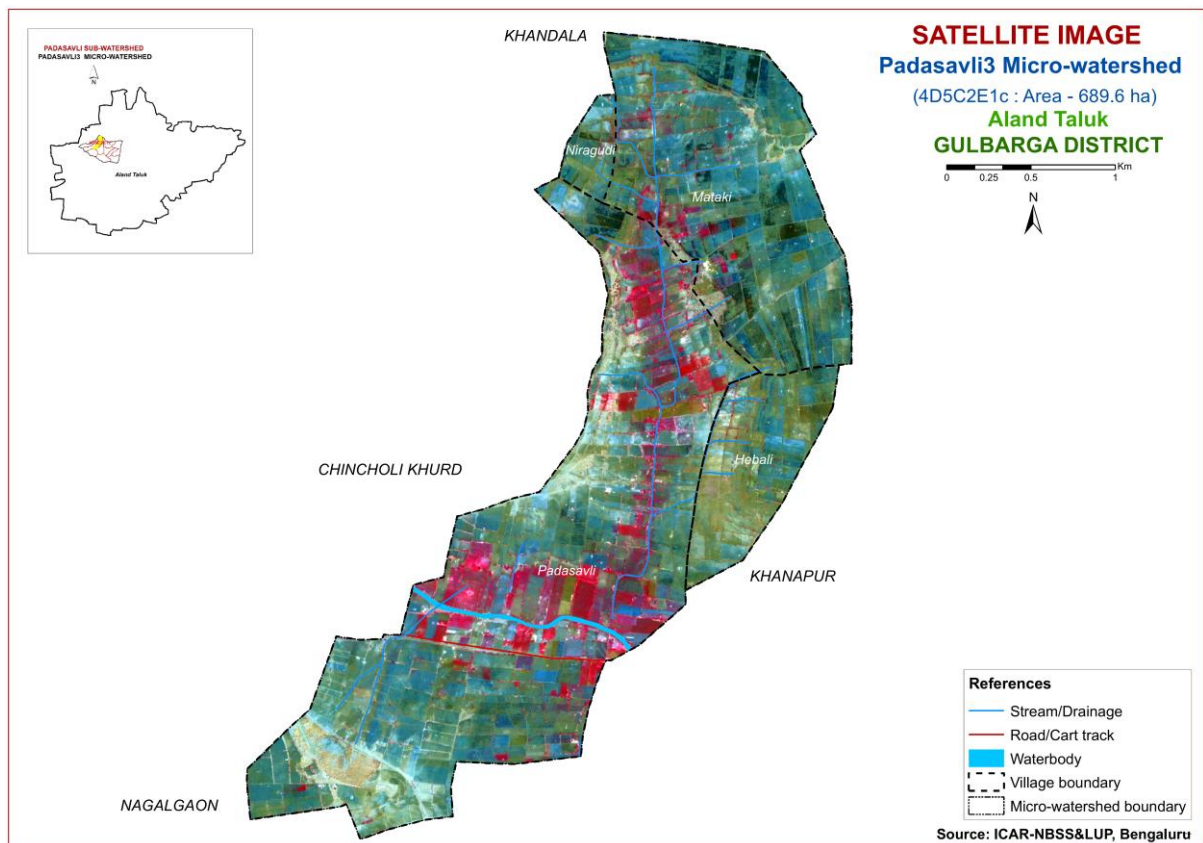 PADASAVLI SUB-WATERSHED
PADASAVLI3 MICRO-WATERSHED
N
Aland Taluk
SATELLITE IMAGE
Padasavli3 Micro-watershed
(4D5C2E1c : Area - 689.6 ha)
Aland Taluk
GULBARGA DISTRICT
Km
0 0.25 0.5 1
N
KHANDALA
Niragudi
Mataki
CHINCHOLI KHURD
Hebali
Padasavli
KHANAPUR
NAGALGAON
References
Stream/Drainage
Road/Cart track
Waterbody
Village boundary
Micro-watershed boundary
Source: ICAR-NBSS&LUP, Bengaluru